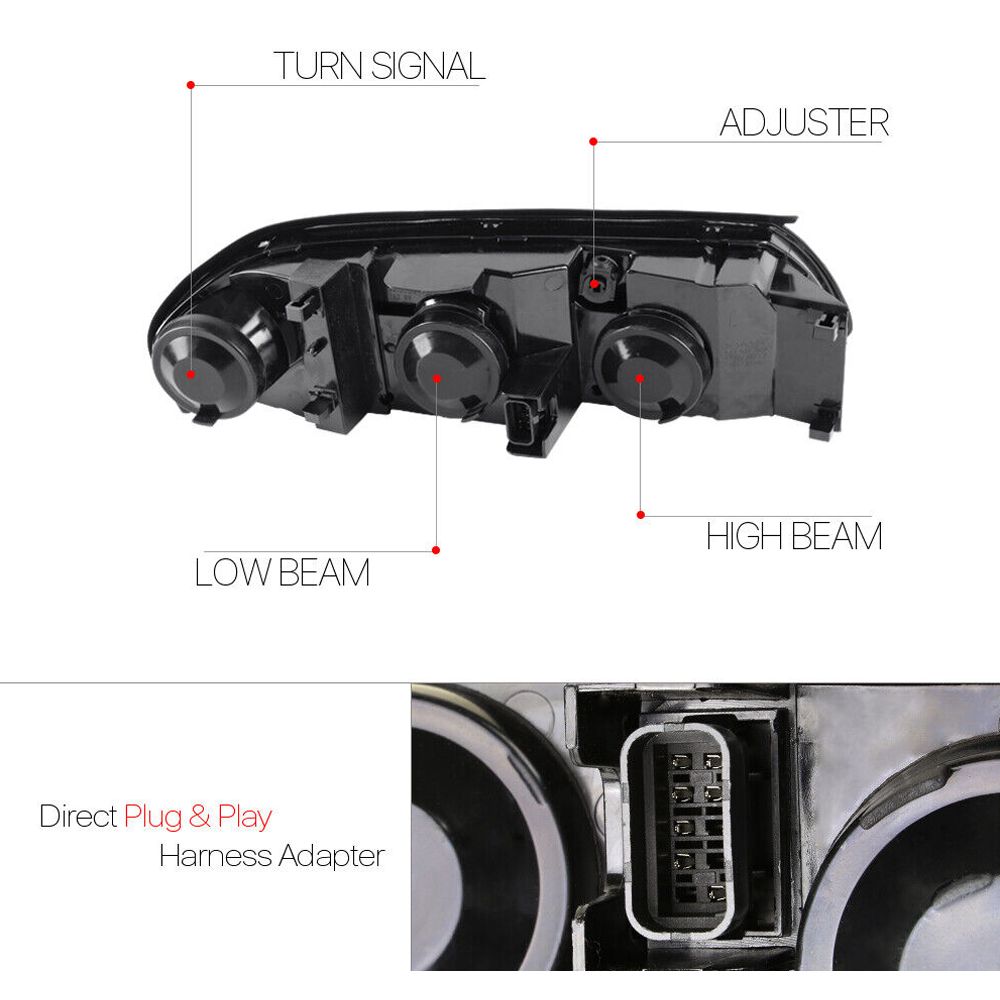 TURN SIGNAL
ADJUSTER
HIGH BEAM
LOW BEAM
Direct Plug & Play
Harness Adapter